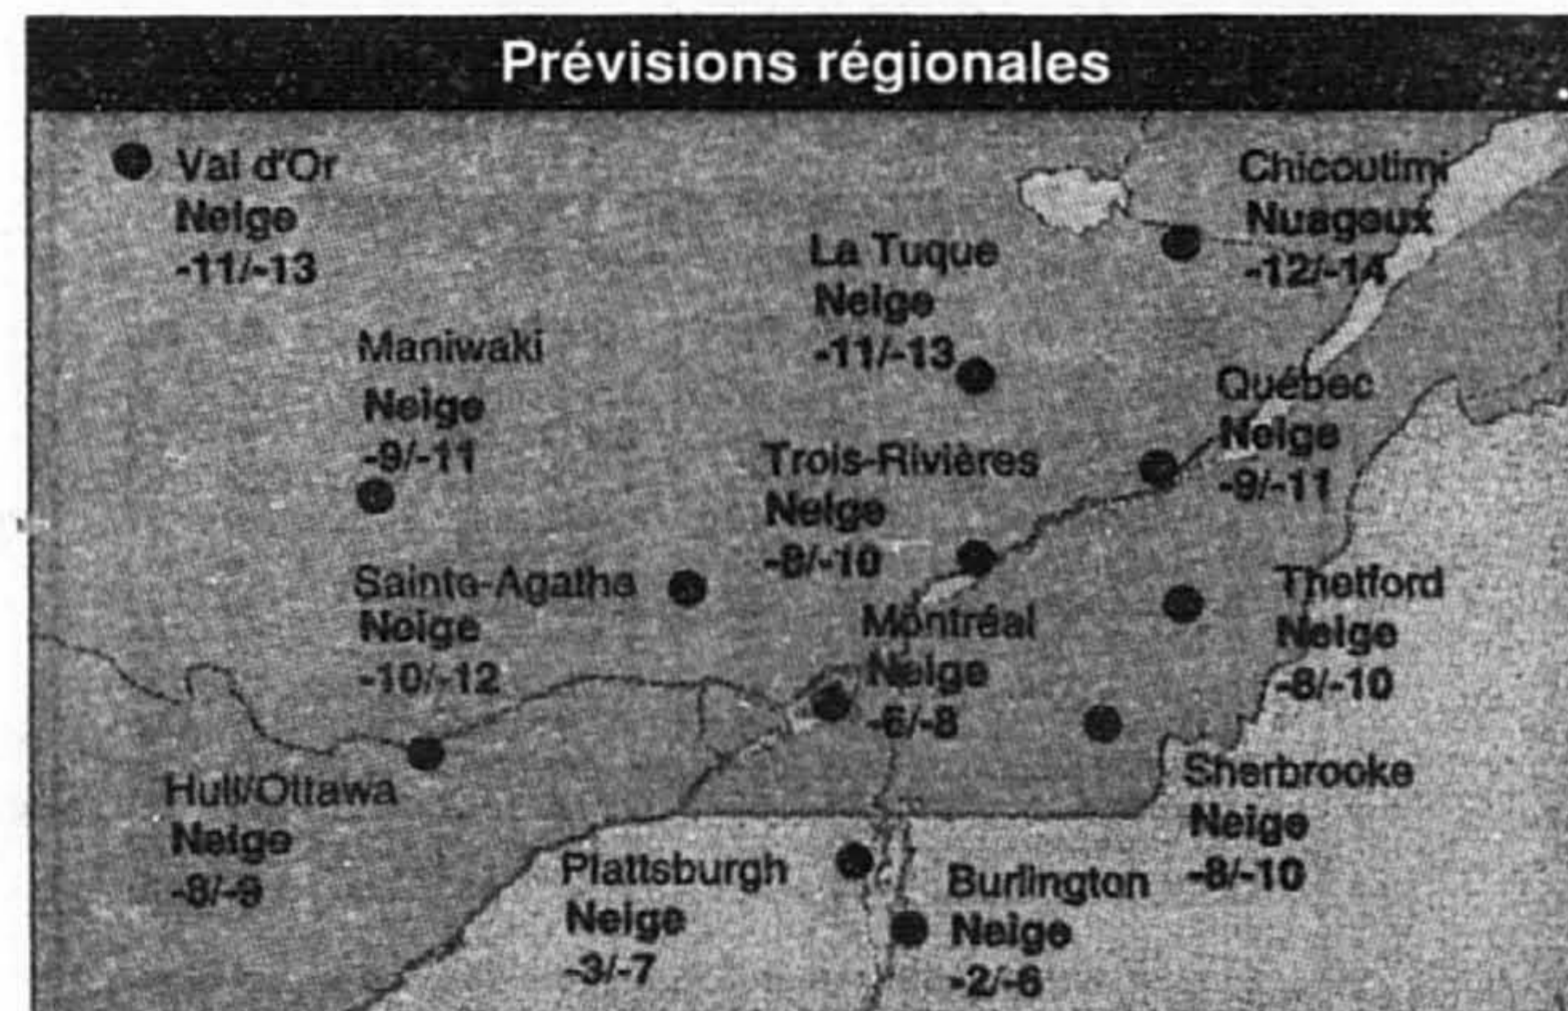 Prévisions régionales
Val d'Or
Neige
-11/-13
Chicoutimi
Nuageux
-12/-14
La Tuque
Neige
-11/-13
Maniwaki
Neige
-9/-11
Québec
Neige
-9/-11
Trois-Rivières
Neige
-8/-10
Sainte-Agathe
Neige
-10/-12
Thetford
Neige
-8/-10
Montréal
Neige
-6/-8
Hull/Ottawa
Neige
-8/-9
Sherbrooke
Neige
-8/-10
Plattsburgh
Neige
-3/-7
Burlington
Neige
-2/-6